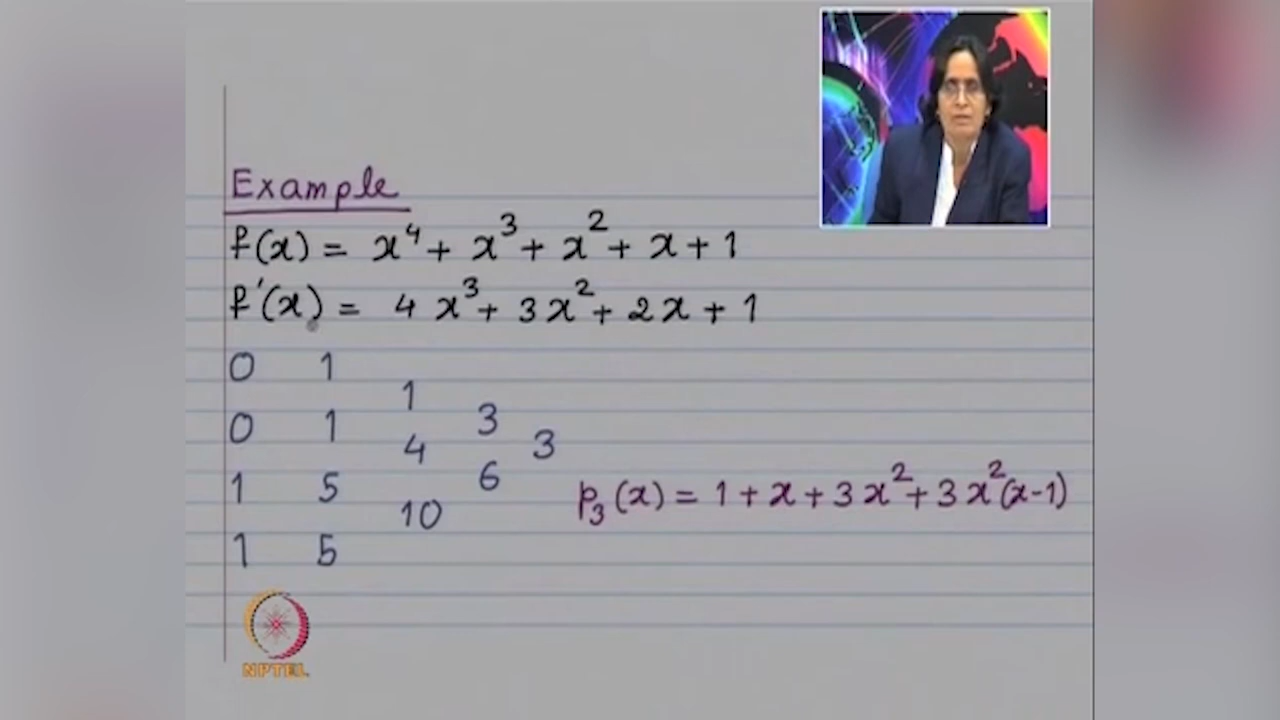 Example
f(x) = x⁴ + x³ + x² + x + 1
f'(x) = 4x³ + 3x² + 2x + 1
0 1
1
0 1 3
4 3
1 5 6
p₃(x) = 1 + x + 3x² + 3x²(x-1)
10
1 5
NPTEL